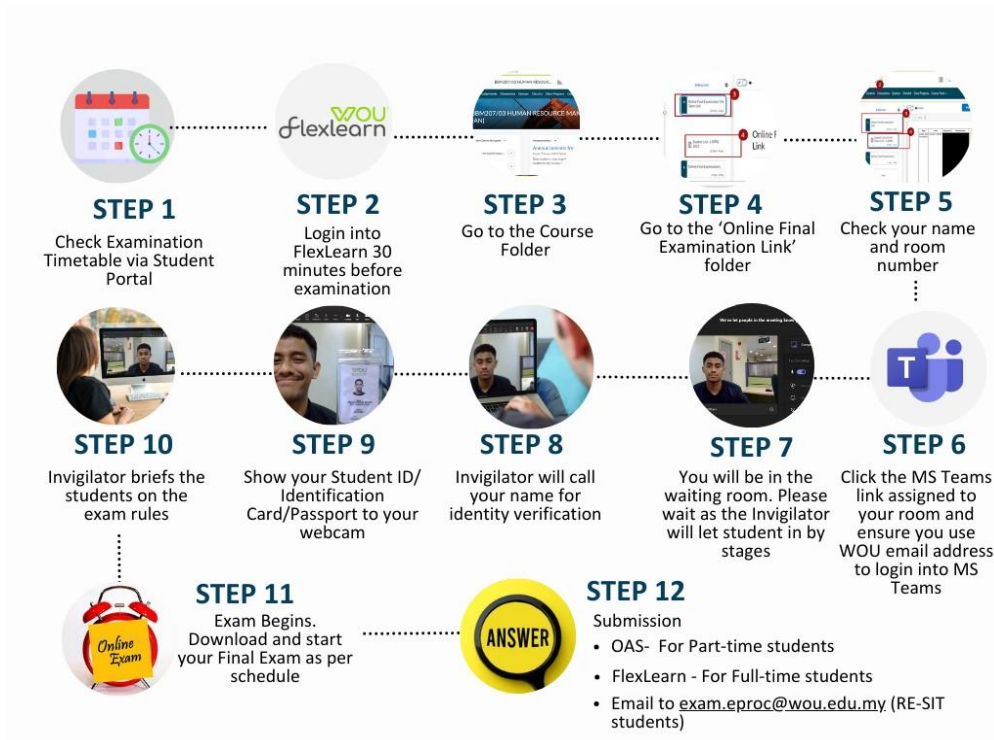 WOU
flexlearn
BM207/03 HUMAN RESOURCE MAN
Online F
Link
STEP 1
Check Examination
Timetable via Student
Portal
STEP 2
Login into
FlexLearn 30
minutes before
examination
STEP 3
Go to the Course
Folder
STEP 4
Go to the ‘Online Final
Examination Link’
folder
STEP 5
Check your name
and room
number
STEP 10
Invigilator briefs the
students on the
exam rules
STEP 9
Show your Student ID/
Identification
Card/Passport to your
webcam
STEP 8
Invigilator will call
your name for
identity verification
STEP 7
You will be in the
waiting room. Please
wait as the Invigilator
will let student in by
stages
T
STEP 6
Click the MS Teams
link assigned to
your room and
ensure you use
WOU email address
to login into MS
Teams
Online
Exam
STEP 11
Exam Begins.
Download and start
your Final Exam as per
schedule
ANSWER
STEP 12
Submission
• OAS- For Part-time students
• FlexLearn - For Full-time students
• Email to exam.eproc@wou.edu.my (RE-SIT
students)